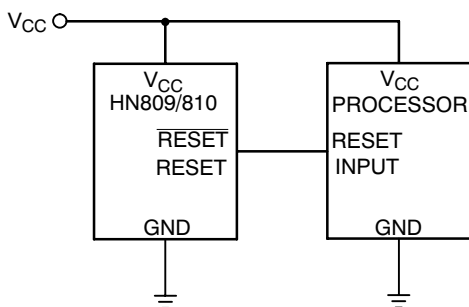 VCC
VCC
HN809/810
RESET
RESET
GND
VCC
PROCESSOR
RESET
INPUT
GND